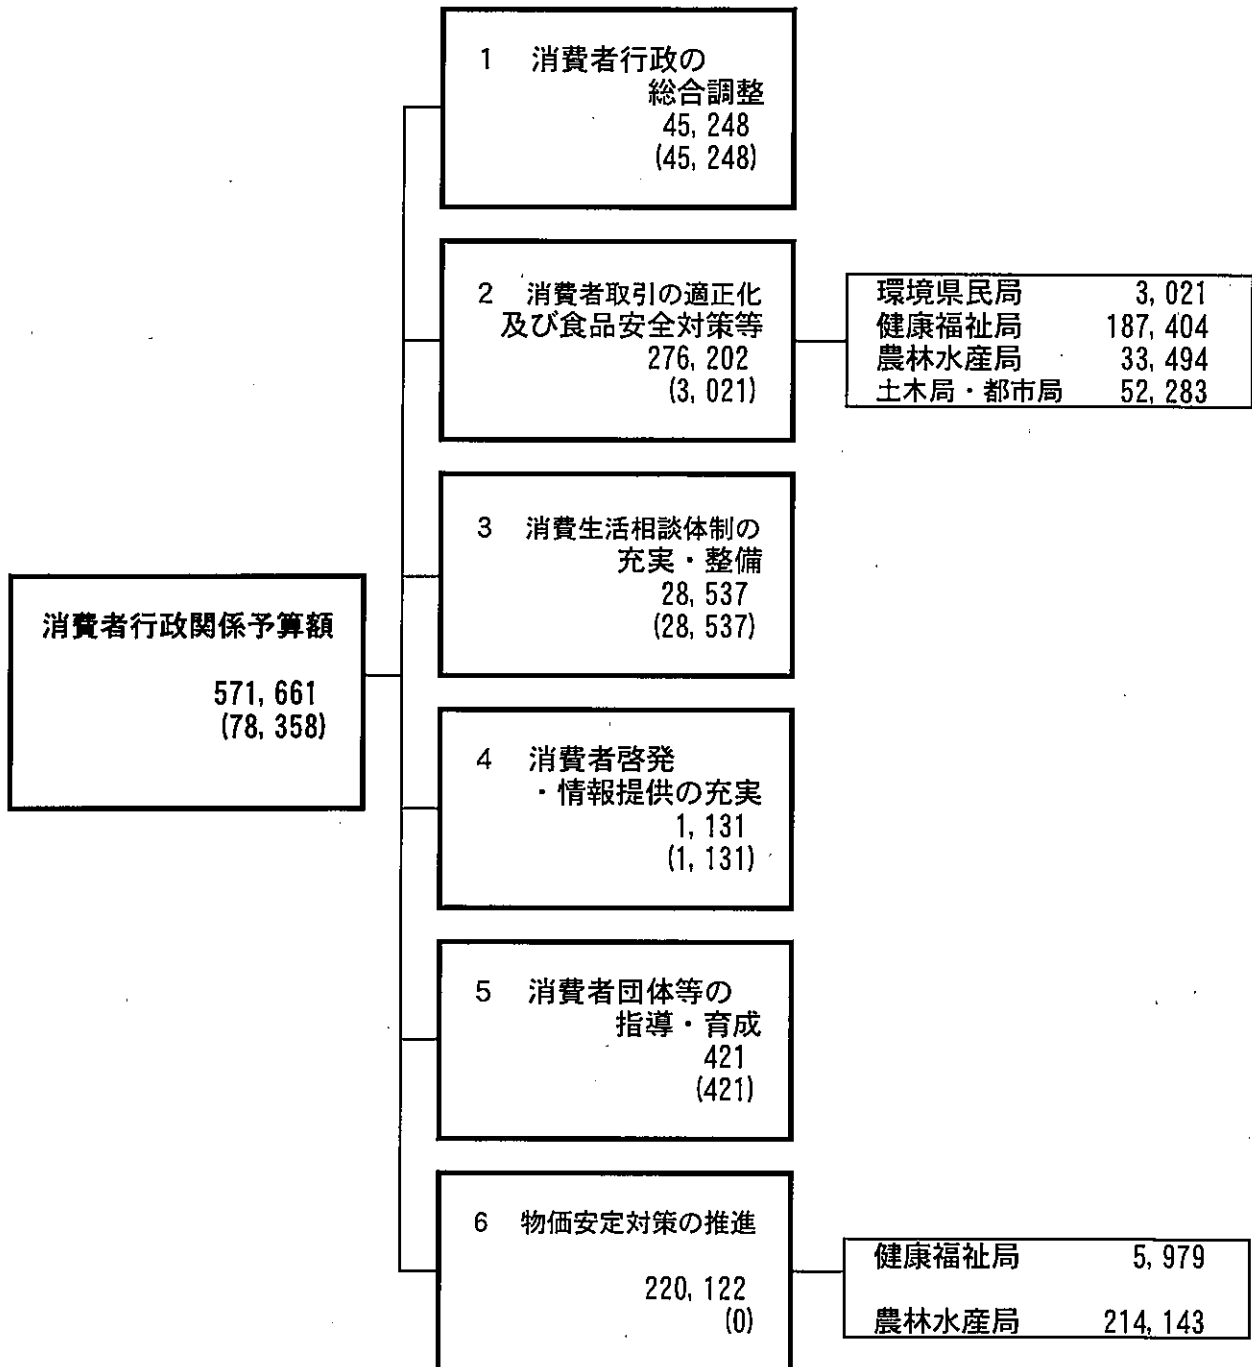 消費者行政関係予算額
571,661
(78,358)
1 消費者行政の
総合調整
45,248
(45,248)
2 消費者取引の適正化
及び食品安全対策等
276,202
(3,021)
環境県民局 3,021
健康福祉局 187,404
農林水産局 33,494
土木局・都市局 52,283
3 消費生活相談体制の
充実・整備
28,537
(28,537)
4 消費者啓発
・情報提供の充実
1,131
(1,131)
5 消費者団体等の
指導・育成
421
(421)
6 物価安定対策の推進
220,122
(0)
健康福祉局 5,979
農林水産局 214,143